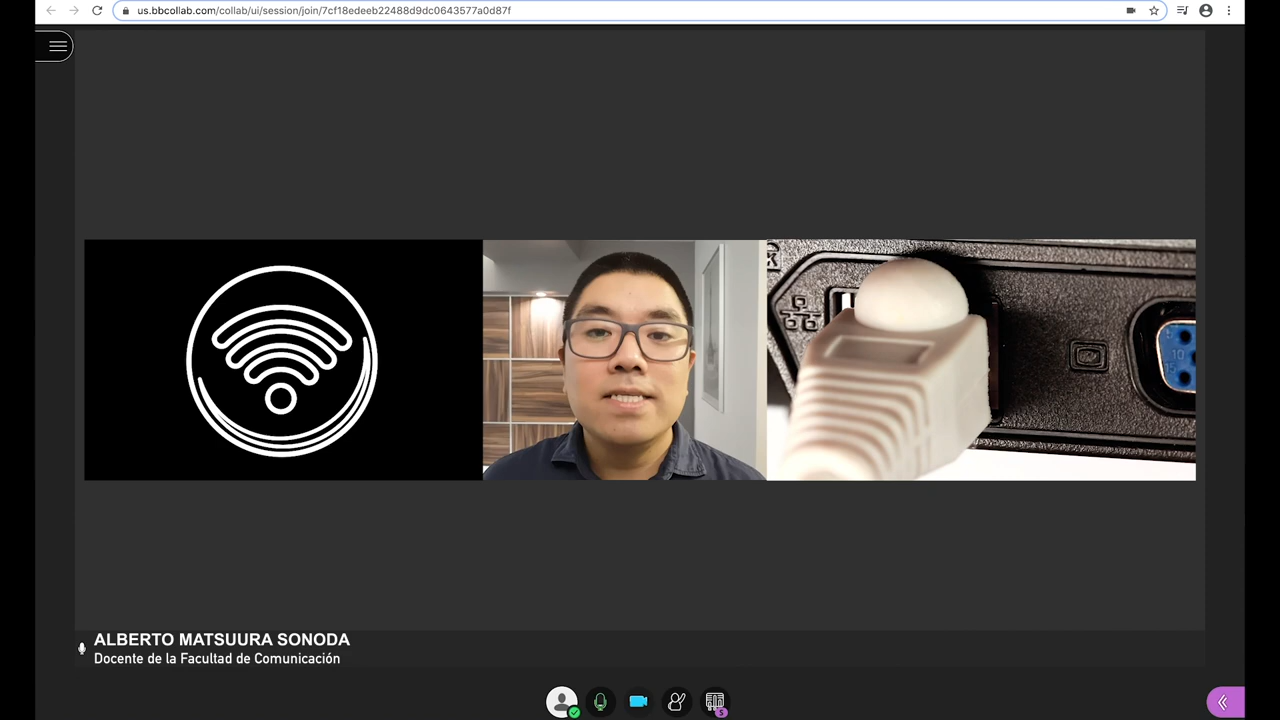 us.bbcollab.com/collab/ui/session/join/7cf18edeeb22488d9dc0643577a0d87f
ALBERTO MATSUURA SONODA
Docente de la Facultad de Comunicación